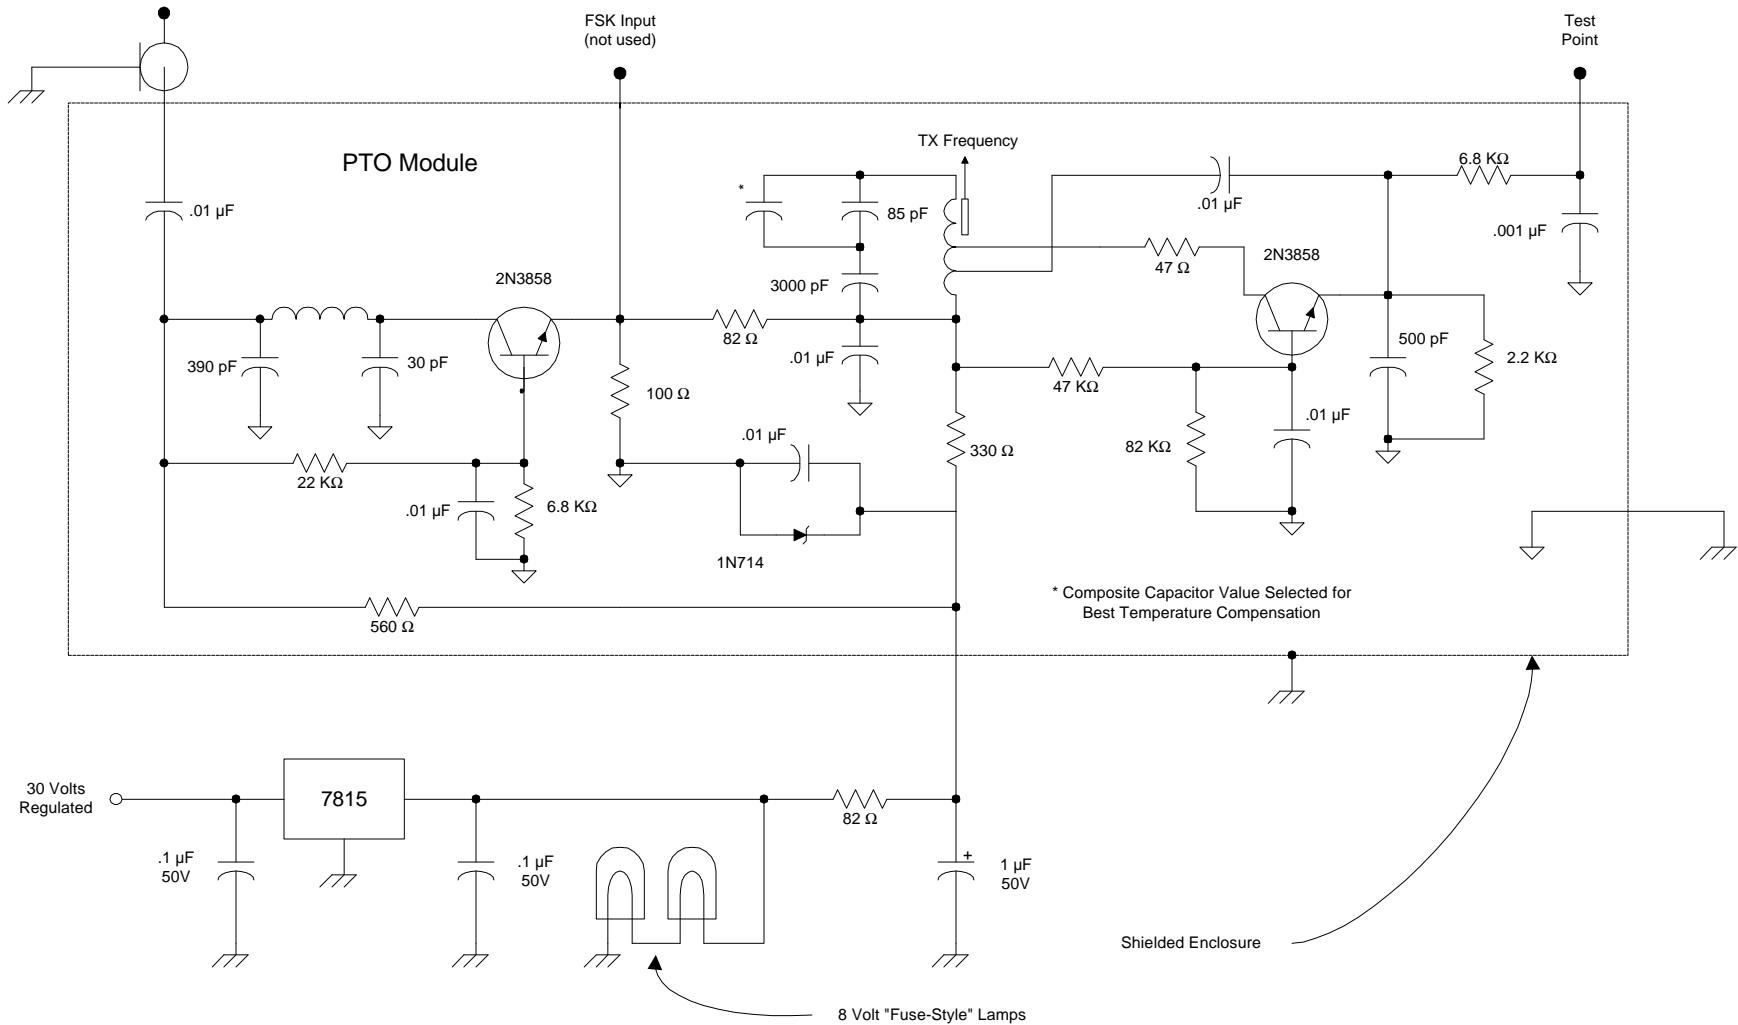 FSK Input
(not used)
Test
Point
TX Frequency
PTO Module
6.8 KΩ
*
.01 µF
85 pF
.01 µF
.001 µF
2N3858
2N3858
47 Ω
3000 pF
82 Ω
500 pF
390 pF
30 pF
.01 µF
2.2 KΩ
100 Ω
47 KΩ
.01 µF
.01 µF
330 Ω
82 KΩ
22 KΩ
.01 µF
6.8 KΩ
1N714
* Composite Capacitor Value Selected for
Best Temperature Compensation
560 Ω
30 Volts
Regulated
7815
82 Ω
.1 µF
50V
.1 µF
50V
+
1 µF
50V
Shielded Enclosure
8 Volt "Fuse-Style" Lamps